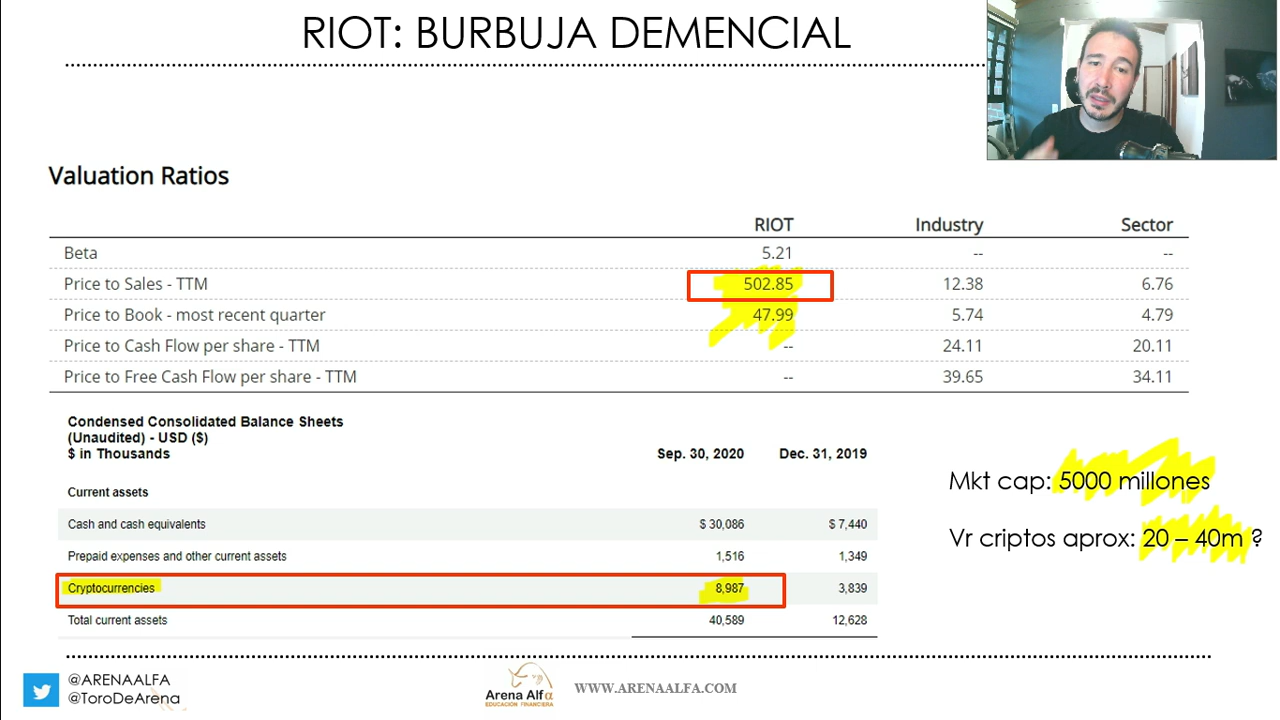 RIOT: BURBUJA DEMENCIAL
Valuation Ratios
RIOT Industry Sector
Beta 5.21 -- --
Price to Sales - TTM 502.85 12.38 6.76
Price to Book - most recent quarter 47.99 5.74 4.79
Price to Cash Flow per share - TTM -- 24.11 20.11
Price to Free Cash Flow per share - TTM -- 39.65 34.11
Condensed Consolidated Balance Sheets
(Unaudited) - USD ($)
$ in Thousands Sep. 30, 2020 Dec. 31, 2019
Current assets
Cash and cash equivalents $ 30,086 $ 7,440
Prepaid expenses and other current assets 1,516 1,349
Cryptocurrencies 8,987 3,839
Total current assets 40,589 12,628
Mkt cap: 5000 millones
Vr criptos aprox: 20 – 40m ?
@ARENAALFA
@ToroDeArena
Arena Alfα
EDUCACIÓN FINANCIERA
WWW.ARENAALFA.COM